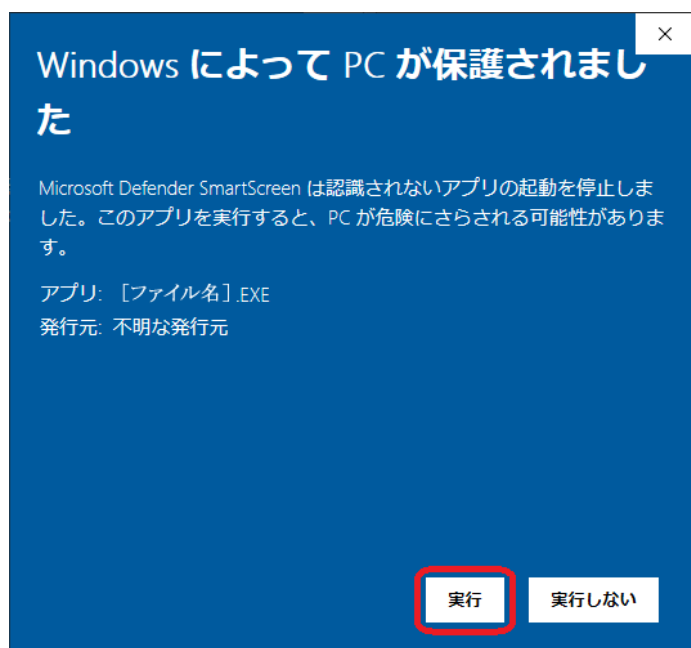 Windows によって PC が保護されまし
た
Microsoft Defender SmartScreen は認識されないアプリの起動を停止しま
した。このアプリを実行すると、PC が危険にさらされる可能性がありま
す。
アプリ: ［ファイル名］.EXE
発行元: 不明な発行元
実行 実行しない